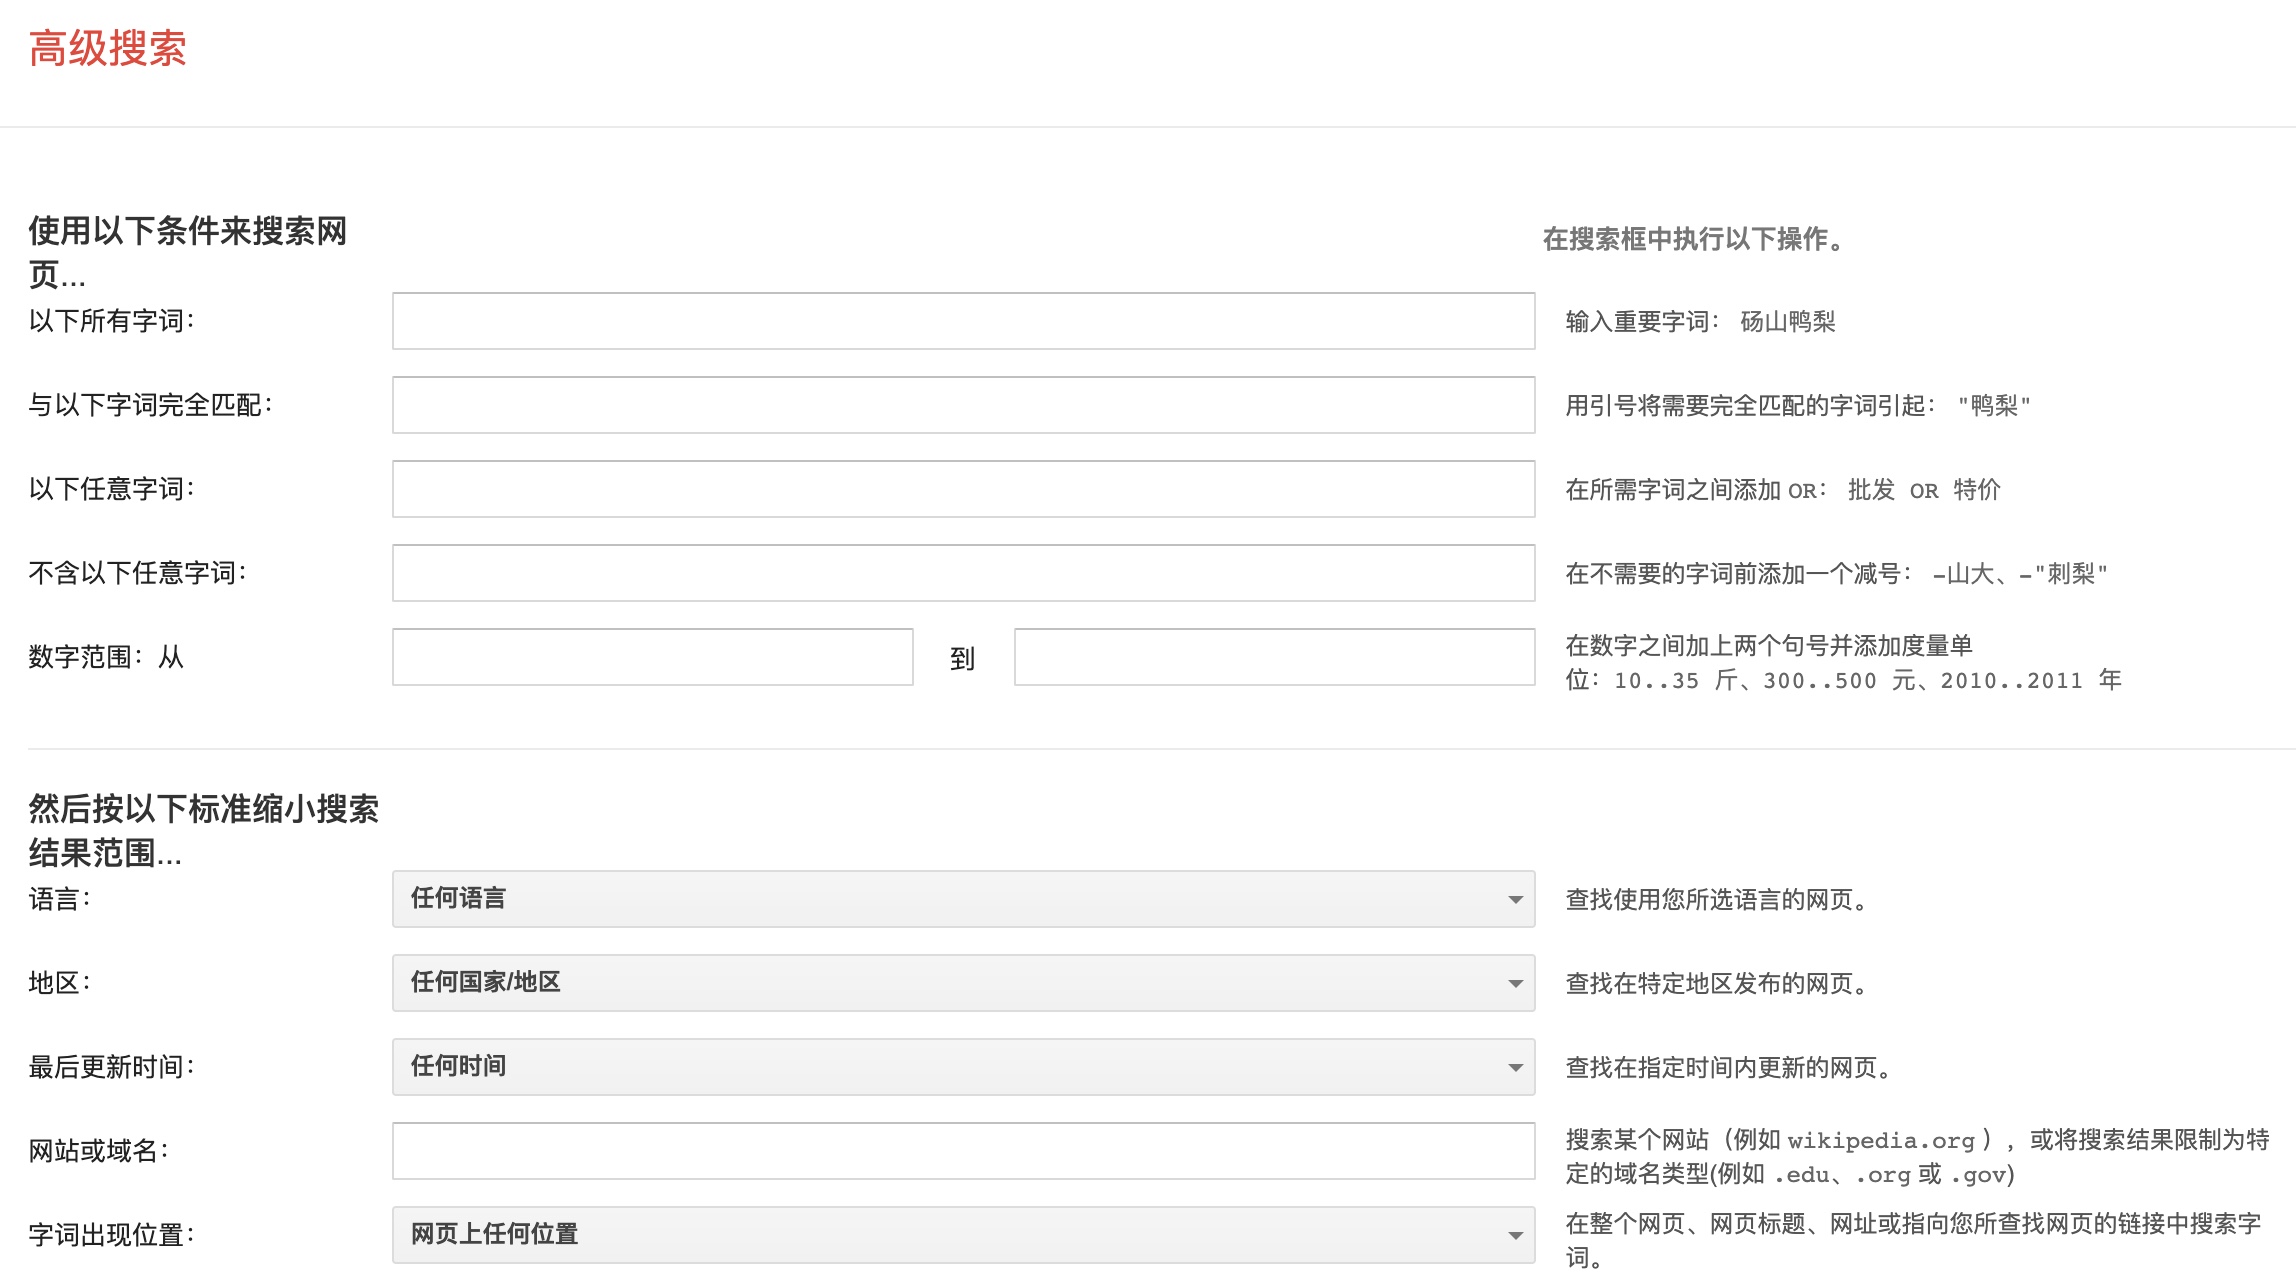 高级搜索
使用以下条件来搜索网
页...
在搜索框中执行以下操作。
以下所有字词：
输入重要字词： 砀山鸭梨
与以下字词完全匹配：
用引号将需要完全匹配的字词引起： "鸭梨"
以下任意字词：
在所需字词之间添加 OR： 批发 OR 特价
不含以下任意字词：
在不需要的字词前添加一个减号： -山大、-"刺梨"
数字范围：从
到
在数字之间加上两个句号并添加度量单
位：10..35 斤、300..500 元、2010..2011 年
然后按以下标准缩小搜索
结果范围...
语言：
任何语言
查找使用您所选语言的网页。
地区：
任何国家/地区
查找在特定地区发布的网页。
最后更新时间：
任何时间
查找在指定时间内更新的网页。
网站或域名：
搜索某个网站（例如 wikipedia.org ），或将搜索结果限制为特
定的域名类型(例如 .edu、.org 或 .gov)
字词出现位置：
网页上任何位置
在整个网页、网页标题、网址或指向您所查找网页的链接中搜索字
词。